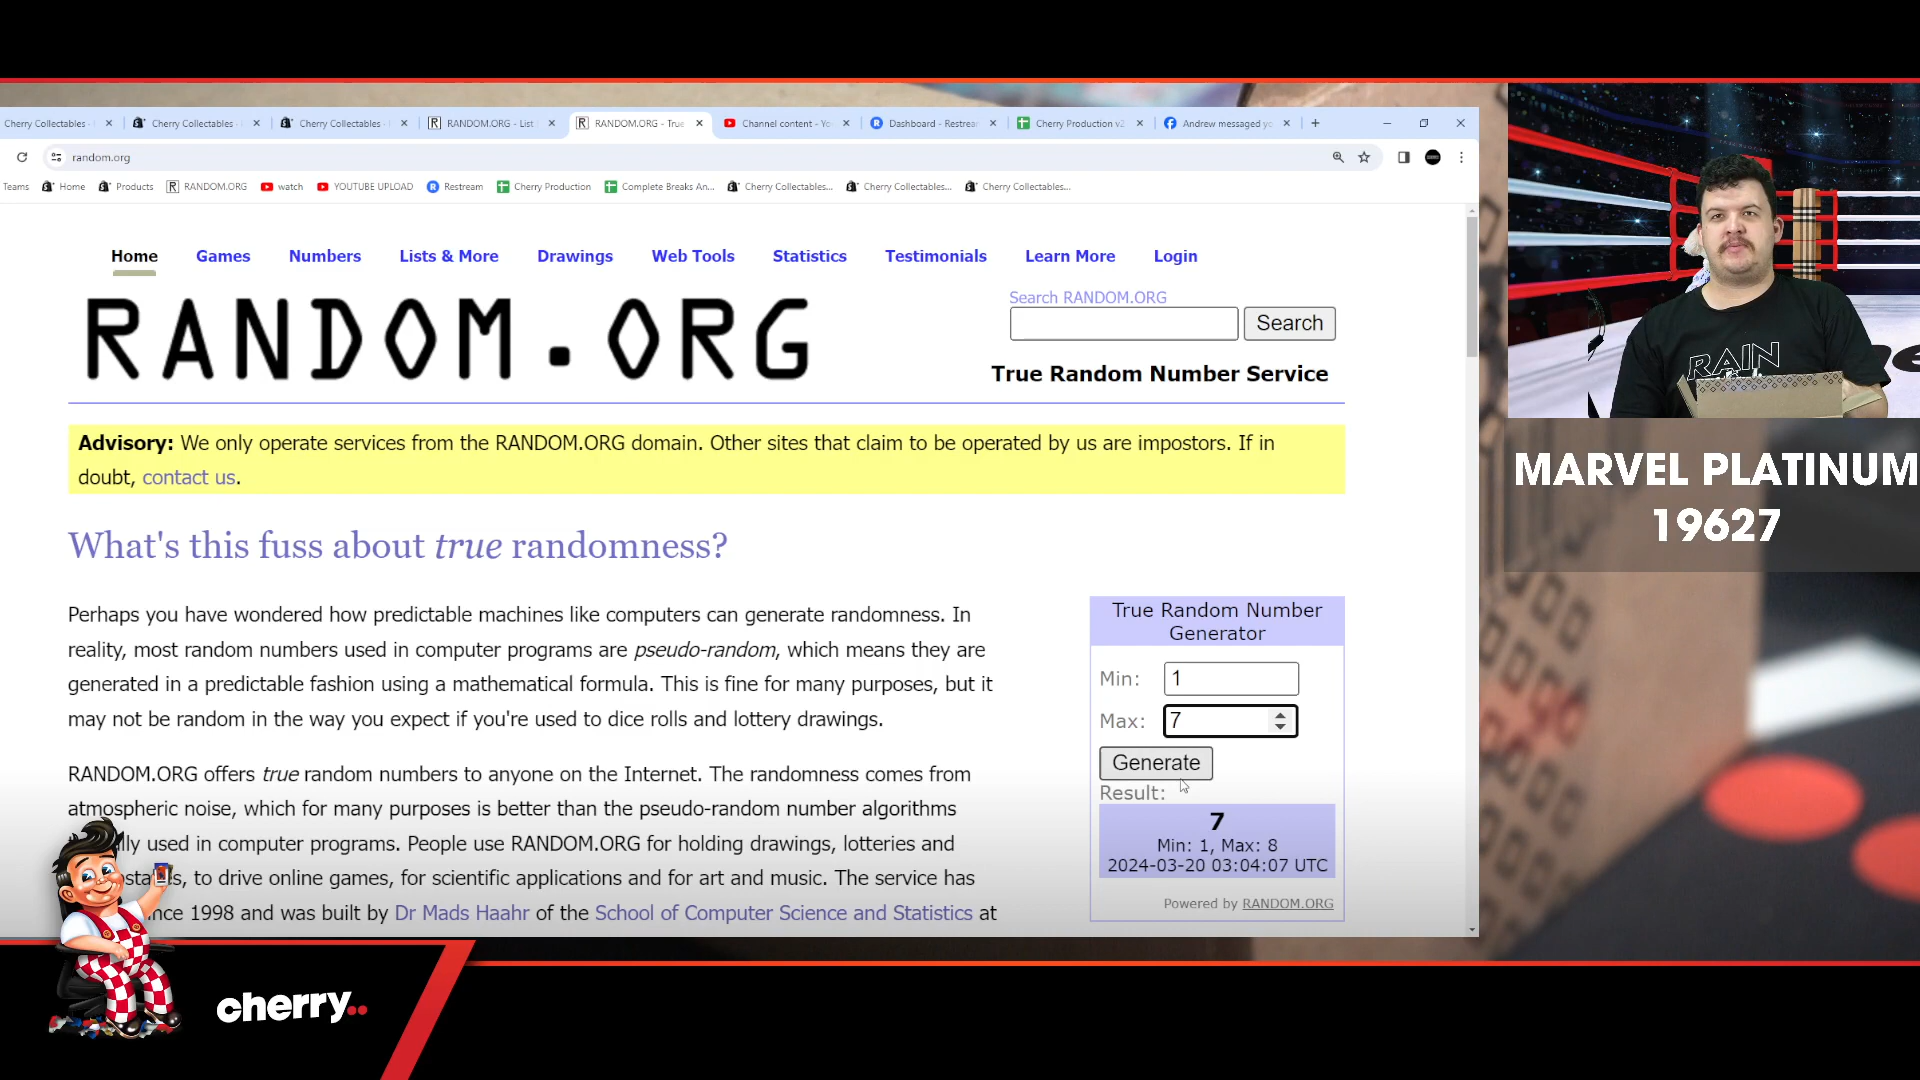 Cherry Collectables
Cherry Collectables
Cherry Collectables
RANDOM.ORG - List
RANDOM.ORG - True
Channel content - Yo
Dashboard - Restrea
Cherry Production v2
Andrew messaged yo
random.org
Teams
Home
Products
RANDOM.ORG
watch
YOUTUBE UPLOAD
Restream
Cherry Production
Complete Breaks An...
Cherry Collectables...
Cherry Collectables...
Cherry Collectables...
Home
Games
Numbers
Lists & More
Drawings
Web Tools
Statistics
Testimonials
Learn More
Login
RANDOM.ORG
Search RANDOM.ORG
Search
True Random Number Service
Advisory: We only operate services from the RANDOM.ORG domain. Other sites that claim to be operated by us are impostors. If in
doubt, contact us.
What's this fuss about true randomness?
Perhaps you have wondered how predictable machines like computers can generate randomness. In
reality, most random numbers used in computer programs are pseudo-random, which means they are
generated in a predictable fashion using a mathematical formula. This is fine for many purposes, but it
may not be random in the way you expect if you're used to dice rolls and lottery drawings.
RANDOM.ORG offers true random numbers to anyone on the Internet. The randomness comes from
atmospheric noise, which for many purposes is better than the pseudo-random number algorithms
lly used in computer programs. People use RANDOM.ORG for holding drawings, lotteries and
s, to drive online games, for scientific applications and for art and music. The service has
nce 1998 and was built by Dr Mads Haahr of the School of Computer Science and Statistics at
True Random Number
Generator
Min: 1
Max: 7
Generate
Result:
7
Min: 1, Max: 8
2024-03-20 03:04:07 UTC
Powered by RANDOM.ORG
RAIN
MARVEL PLATINUM
19627
cherry..